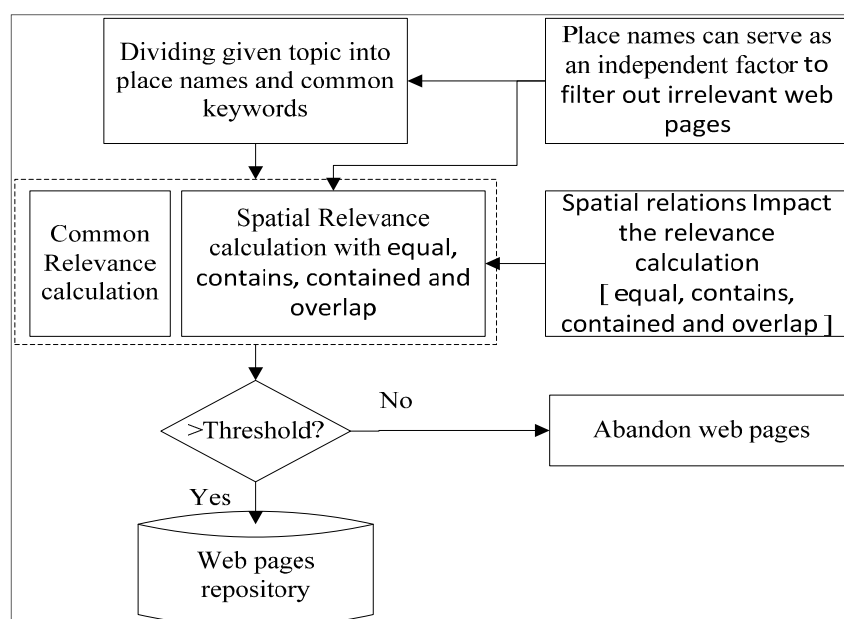 Dividing given topic into
place names and common
keywords
Place names can serve as
an independent factor to
filter out irrelevant web
pages
Common
Relevance
calculation
Spatial Relevance
calculation with equal,
contains, contained and
overlap
Spatial relations Impact
the relevance
calculation
[ equal, contains,
contained and overlap ]
>Threshold?
No
Abandon web pages
Yes
Web pages
repository